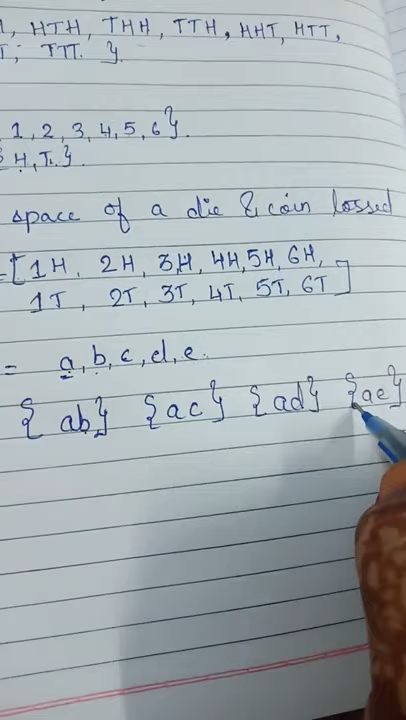 HTH, THH, TTH, HHT, HTT,
TTT. }
1, 2, 3, 4, 5, 6}.
H, T. }.
space of a die & coin tossed
= [1H, 2H, 3H, 4H, 5H, 6H,
1T, 2T, 3T, 4T, 5T, 6T]
= a, b, c, d, e.
{ab} {ac} {ad} {ae}